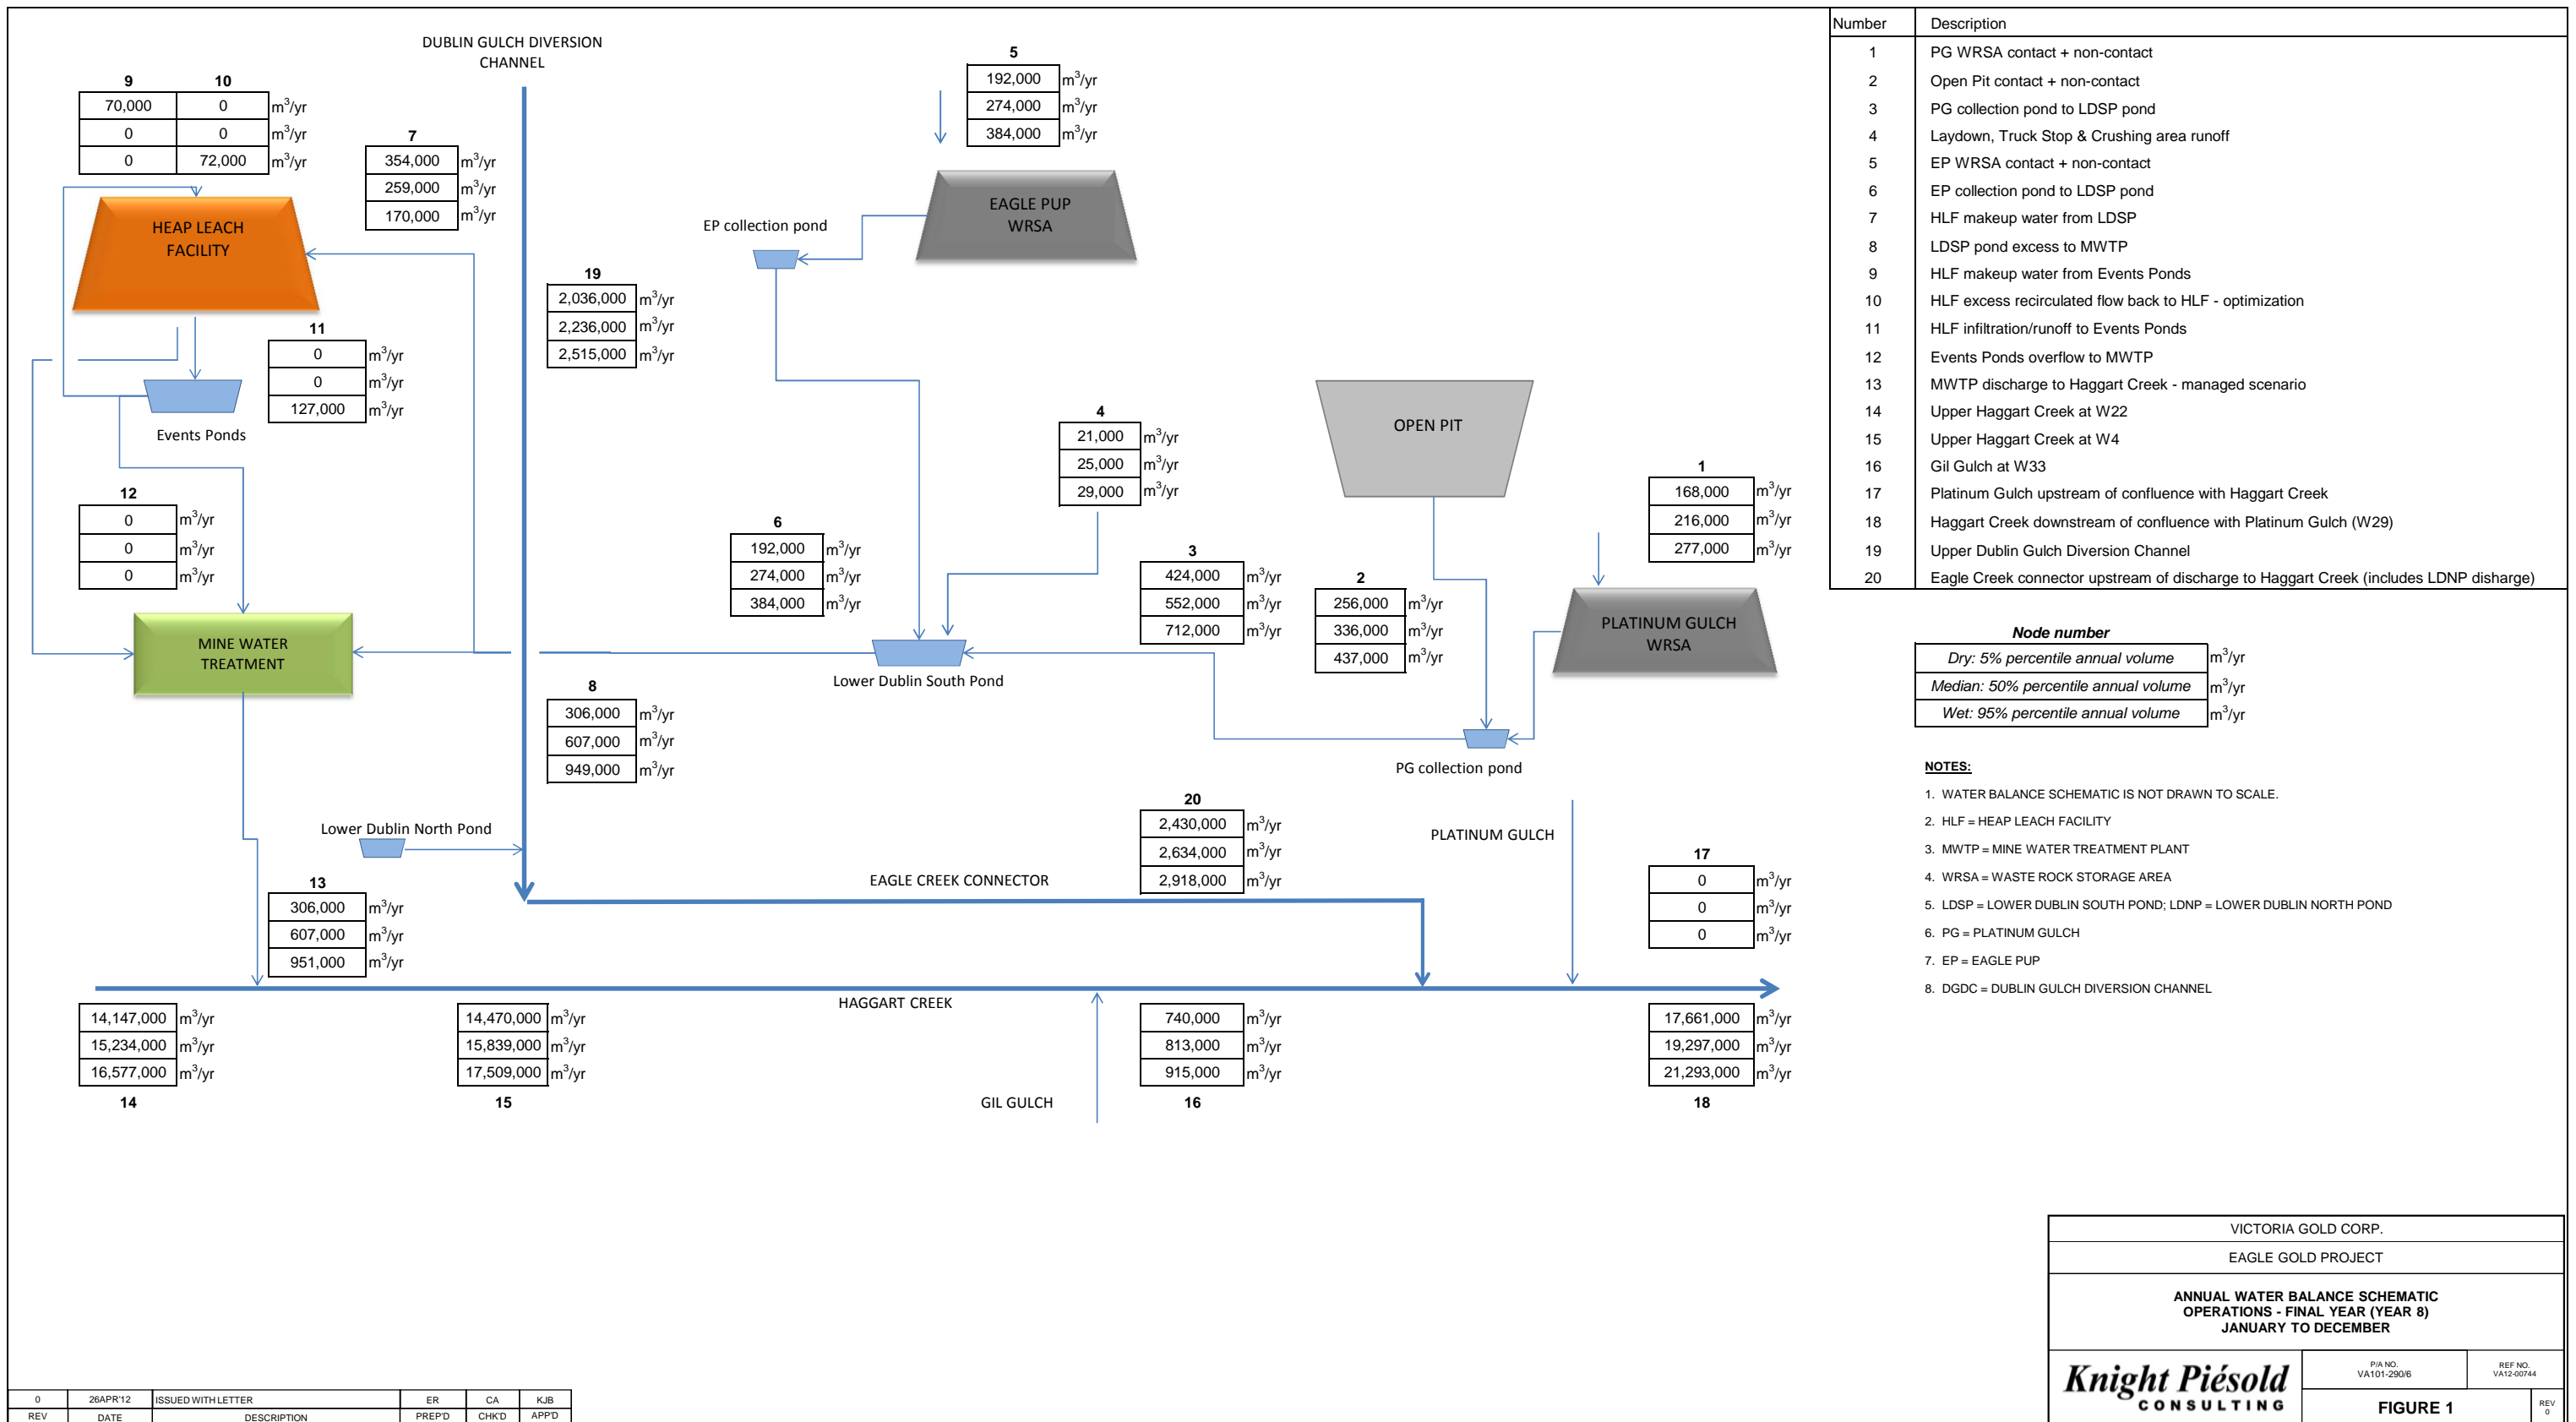 DUBLIN GULCH DIVERSION
CHANNEL
9 10
70,000 0 m³/yr
0 0 m³/yr
0 72,000 m³/yr
7
354,000 m³/yr
259,000 m³/yr
170,000 m³/yr
5
192,000 m³/yr
274,000 m³/yr
384,000 m³/yr
HEAP LEACH
FACILITY
EP collection pond
EAGLE PUP
WRSA
19
2,036,000 m³/yr
2,236,000 m³/yr
2,515,000 m³/yr
11
0 m³/yr
0 m³/yr
127,000 m³/yr
Events Ponds
4
21,000 m³/yr
25,000 m³/yr
29,000 m³/yr
OPEN PIT
12
0 m³/yr
0 m³/yr
0 m³/yr
6
192,000 m³/yr
274,000 m³/yr
384,000 m³/yr
3
424,000 m³/yr
552,000 m³/yr
712,000 m³/yr
2
256,000 m³/yr
336,000 m³/yr
437,000 m³/yr
1
168,000 m³/yr
216,000 m³/yr
277,000 m³/yr
PLATINUM GULCH
WRSA
MINE WATER
TREATMENT
Lower Dublin South Pond
8
306,000 m³/yr
607,000 m³/yr
949,000 m³/yr
PG collection pond
Lower Dublin North Pond
20
2,430,000 m³/yr
2,634,000 m³/yr
2,918,000 m³/yr
PLATINUM GULCH
EAGLE CREEK CONNECTOR
17
0 m³/yr
0 m³/yr
0 m³/yr
13
306,000 m³/yr
607,000 m³/yr
951,000 m³/yr
HAGGART CREEK
14,147,000 m³/yr
15,234,000 m³/yr
16,577,000 m³/yr
14
14,470,000 m³/yr
15,839,000 m³/yr
17,509,000 m³/yr
15
GIL GULCH
740,000 m³/yr
813,000 m³/yr
915,000 m³/yr
16
17,661,000 m³/yr
19,297,000 m³/yr
21,293,000 m³/yr
18
Number Description
1 PG WRSA contact + non-contact
2 Open Pit contact + non-contact
3 PG collection pond to LDSP pond
4 Laydown, Truck Stop & Crushing area runoff
5 EP WRSA contact + non-contact
6 EP collection pond to LDSP pond
7 HLF makeup water from LDSP
8 LDSP pond excess to MWTP
9 HLF makeup water from Events Ponds
10 HLF excess recirculated flow back to HLF - optimization
11 HLF infiltration/runoff to Events Ponds
12 Events Ponds overflow to MWTP
13 MWTP discharge to Haggart Creek - managed scenario
14 Upper Haggart Creek at W22
15 Upper Haggart Creek at W4
16 Gil Gulch at W33
17 Platinum Gulch upstream of confluence with Haggart Creek
18 Haggart Creek downstream of confluence with Platinum Gulch (W29)
19 Upper Dublin Gulch Diversion Channel
20 Eagle Creek connector upstream of discharge to Haggart Creek (includes LDNP disharge)
Node number
Dry: 5% percentile annual volume m³/yr
Median: 50% percentile annual volume m³/yr
Wet: 95% percentile annual volume m³/yr
NOTES:
1. WATER BALANCE SCHEMATIC IS NOT DRAWN TO SCALE.
2. HLF = HEAP LEACH FACILITY
3. MWTP = MINE WATER TREATMENT PLANT
4. WRSA = WASTE ROCK STORAGE AREA
5. LDSP = LOWER DUBLIN SOUTH POND; LDNP = LOWER DUBLIN NORTH POND
6. PG = PLATINUM GULCH
7. EP = EAGLE PUP
8. DGDC = DUBLIN GULCH DIVERSION CHANNEL
VICTORIA GOLD CORP.
EAGLE GOLD PROJECT
ANNUAL WATER BALANCE SCHEMATIC
OPERATIONS - FINAL YEAR (YEAR 8)
JANUARY TO DECEMBER
Knight Piésold
CONSULTING
P/A NO.
VA101-290/6
REF NO.
VA12-00744
FIGURE 1
REV
0
0 26APR'12 ISSUED WITH LETTER ER CA KJB
REV DATE DESCRIPTION PREP'D CHK'D APP'D